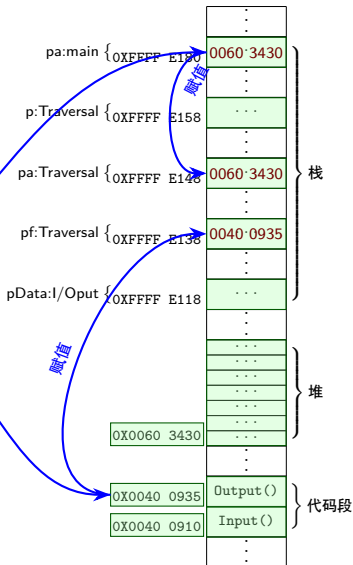 pa:main { 0XFFFF E180 0060 3430
赋值
p:Traversal { 0XFFFF E158 ...
pa:Traversal { 0XFFFF E148 0060 3430
栈
pf:Traversal { 0XFFFF E138 0040 0935
pData:I/Oput { 0XFFFF E118 ...
赋值
...
...
...
...
堆
...
...
0X0060 3430 ...
0X0040 0935 Output()
代码段
0X0040 0910 Input()